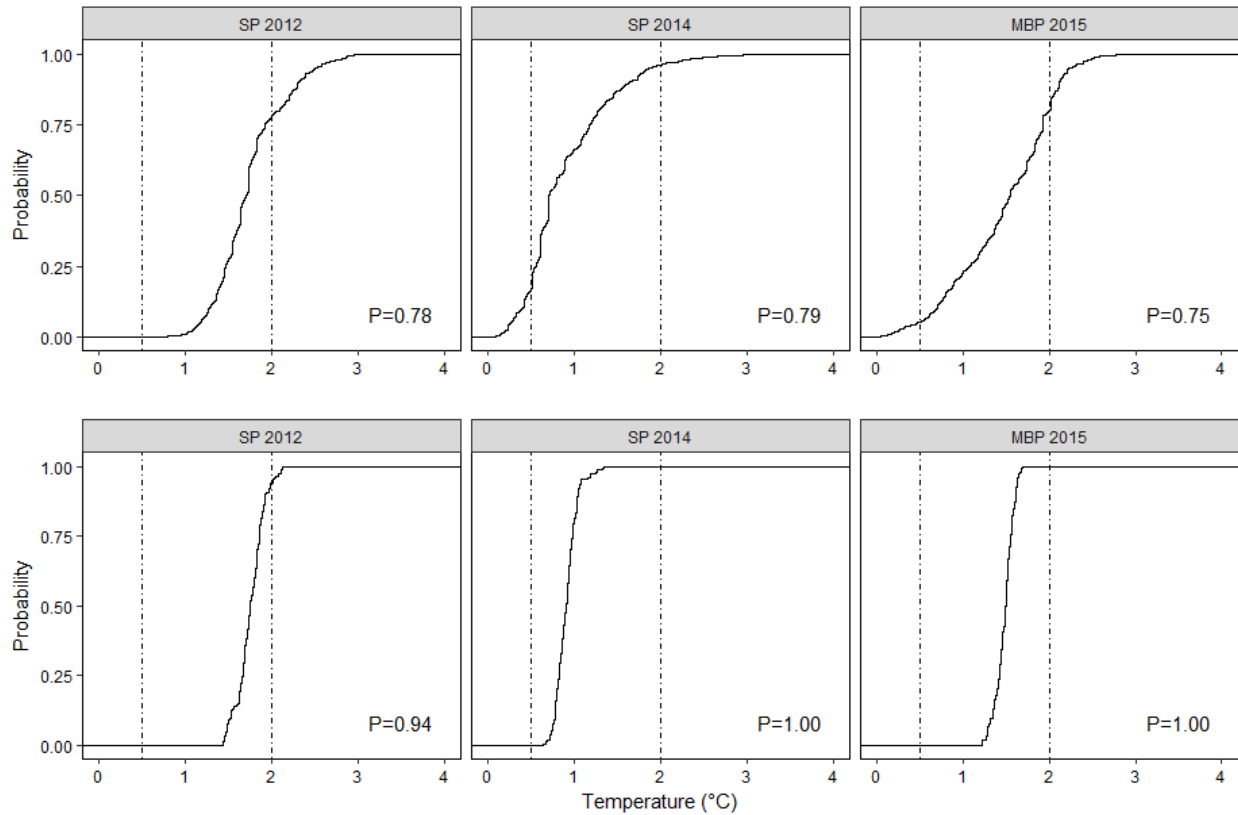 SP 2012 SP 2014 MBP 2015
1.00
0.75
0.50
0.25
0.00
Probability
P=0.78 P=0.79 P=0.75
0 1 2 3 4 0 1 2 3 4 0 1 2 3 4
SP 2012 SP 2014 MBP 2015
1.00
0.75
0.50
0.25
0.00
Probability
P=0.94 P=1.00 P=1.00
0 1 2 3 4 0 1 2 3 4 0 1 2 3 4
Temperature (°C)